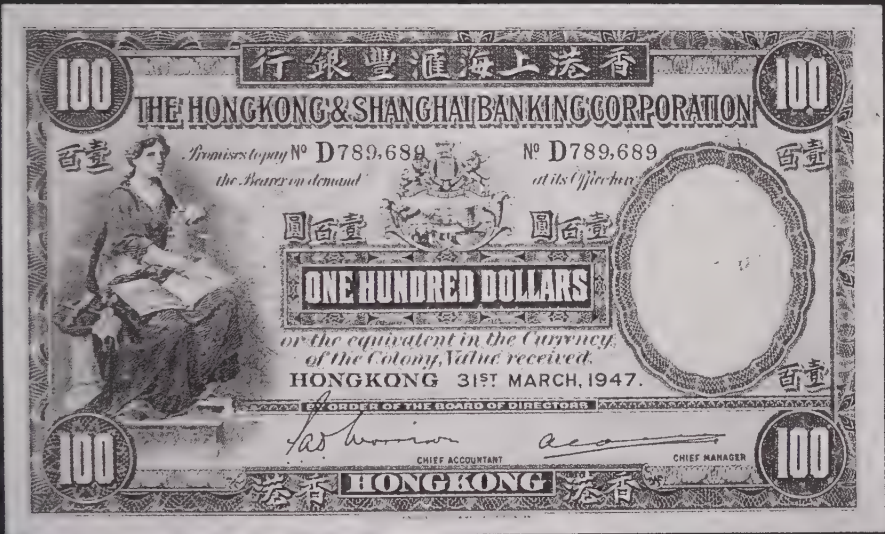 行銀豐滙海上港香
100 100
THE HONGKONG & SHANGHAI BANKING CORPORATION
百壹 百壹
Promises to pay No D789,689 No D789,689
the Bearer on demand at its Office here
圓百壹 圓百壹
ONE HUNDRED DOLLARS
or the equivalent in the Currency
of the Colony, Value received.
HONGKONG 31ST MARCH, 1947.
百壹
BY ORDER OF THE BOARD OF DIRECTORS
CHIEF ACCOUNTANT CHIEF MANAGER
100 100
港香 HONGKONG 港香